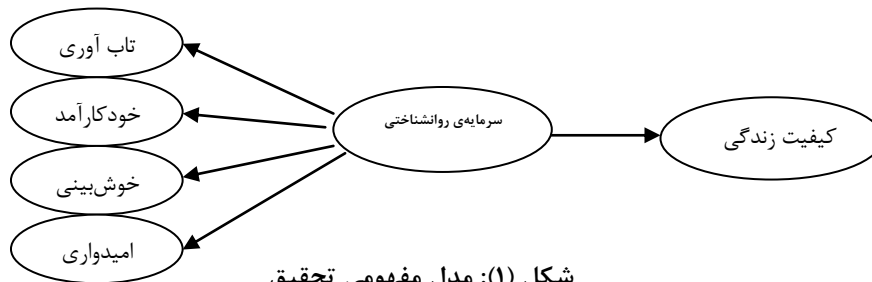 تاب آوری
خودکارآمد
سرمایه‌ی روانشناختی
کیفیت زندگی
خوش‌بینی
امیدواری
شکل (۱): مدل مفهومی تحقیق